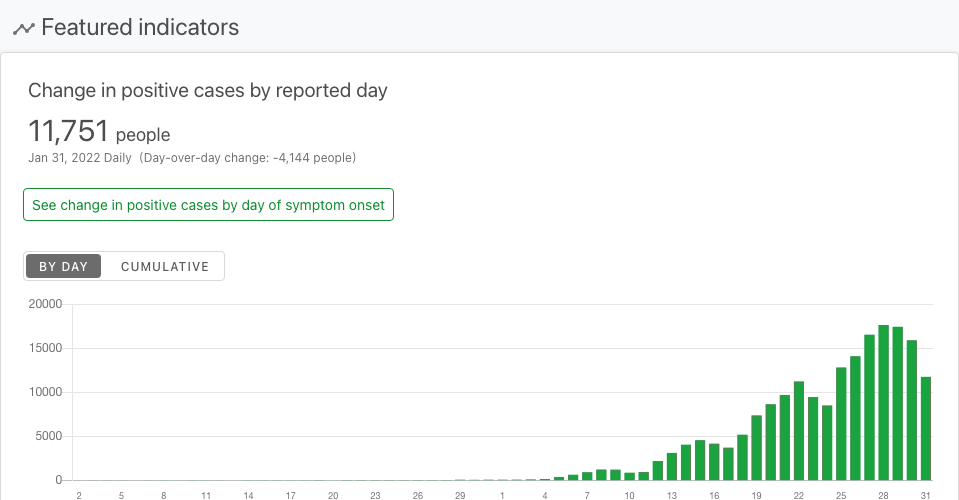 Featured indicators
Change in positive cases by reported day
11,751 people
Jan 31, 2022 Daily (Day-over-day change: -4,144 people)
See change in positive cases by day of symptom onset
BY DAY CUMULATIVE
20000
15000
10000
5000
0
2 5 8 11 14 17 20 23 26 29 1 4 7 10 13 16 19 22 25 28 31